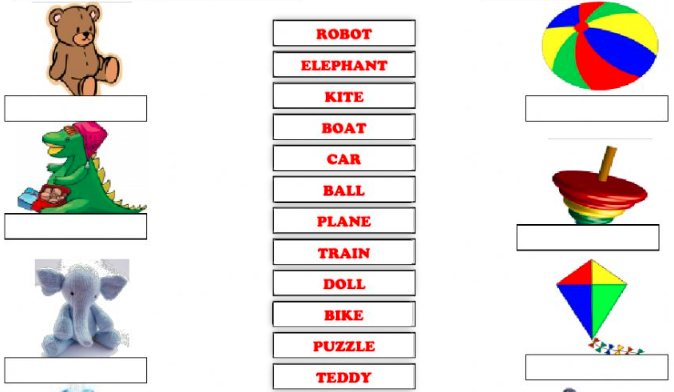 ROBOT
ELEPHANT
KITE
BOAT
CAR
BALL
PLANE
TRAIN
DOLL
BIKE
PUZZLE
TEDDY